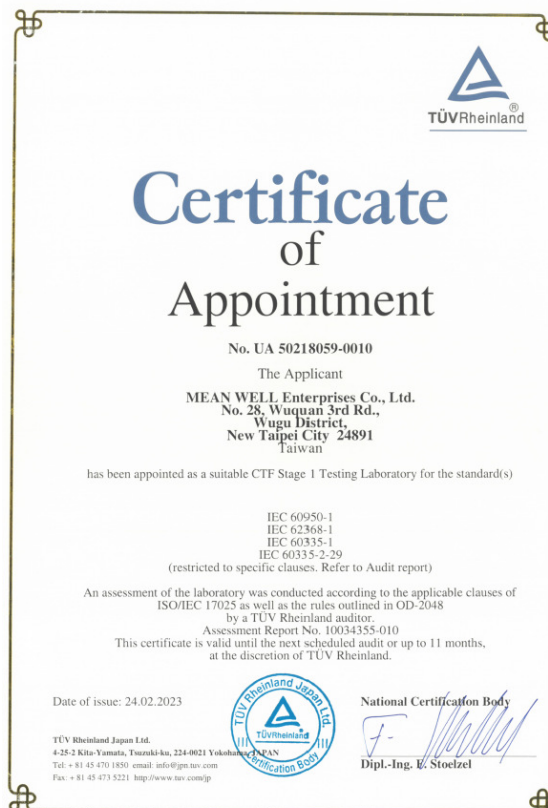 TÜVRheinland®
Certificate
of
Appointment
No. UA 50218059-0010
The Applicant
MEAN WELL Enterprises Co., Ltd.
No. 28, Wuquan 3rd Rd.,
Wugu District,
New Taipei City 24891
Taiwan
has been appointed as a suitable CTF Stage 1 Testing Laboratory for the standard(s)
IEC 60950-1
IEC 62368-1
IEC 60335-1
IEC 60335-2-29
(restricted to specific clauses. Refer to Audit report)
An assessment of the laboratory was conducted according to the applicable clauses of
ISO/IEC 17025 as well as the rules outlined in OD-2048
by a TÜV Rheinland auditor.
Assessment Report No. 10034355-010
This certificate is valid until the next scheduled audit or up to 11 months,
at the discretion of TÜV Rheinland.
Date of issue: 24.02.2023
TÜV Rheinland Japan Ltd.
TÜVRheinland
Certification Body
National Certification Body
TÜV Rheinland Japan Ltd.
4-25-2 Kita-Yamata, Tsuzuki-ku, 224-0021 Yokohama, JAPAN
Tel: + 81 45 470 1850 email: info@jpn.tuv.com
Fax: + 81 45 473 5221 http://www.tuv.com/jp
Dipl.-Ing. F. Stoelzel